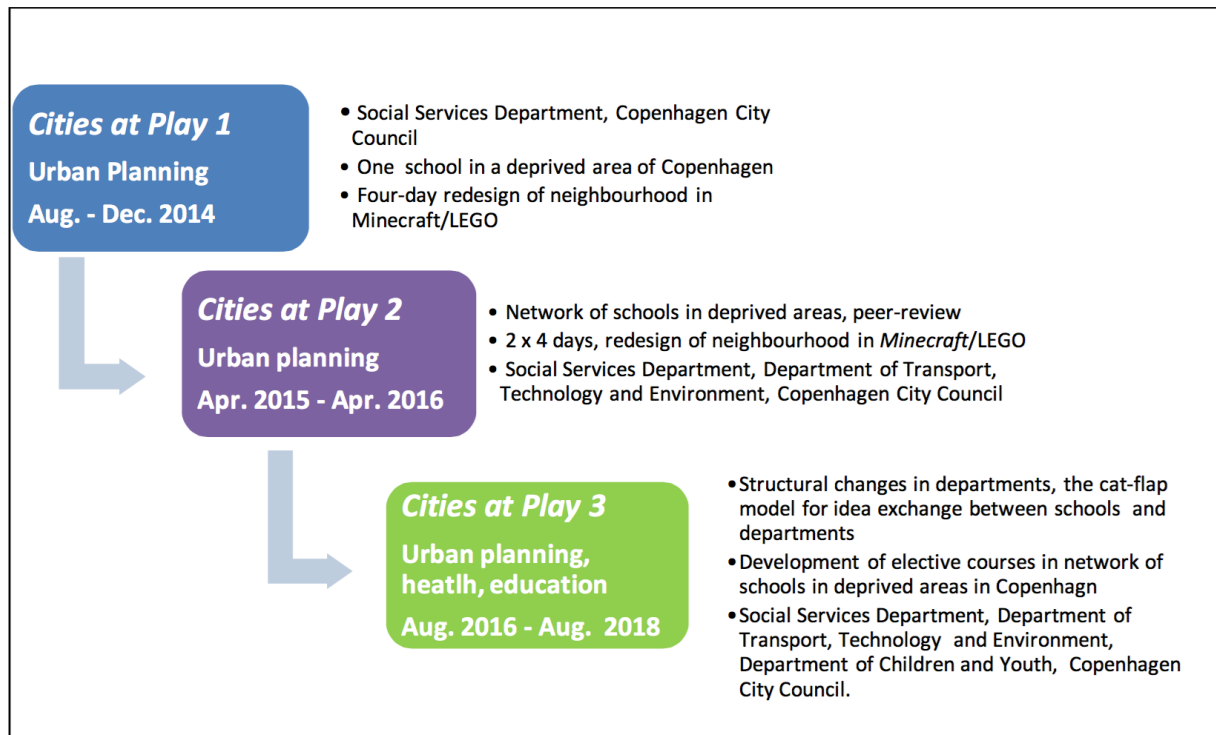 Cities at Play 1
Urban Planning
Aug. - Dec. 2014
• Social Services Department, Copenhagen City
Council
• One school in a deprived area of Copenhagen
• Four-day redesign of neighbourhood in
Minecraft/LEGO
Cities at Play 2
Urban planning
Apr. 2015 - Apr. 2016
• Network of schools in deprived areas, peer-review
• 2 x 4 days, redesign of neighbourhood in Minecraft/LEGO
• Social Services Department, Department of Transport,
Technology and Environment, Copenhagen City Council
Cities at Play 3
Urban planning,
heatlh, education
Aug. 2016 - Aug. 2018
•Structural changes in departments, the cat-flap
model for idea exchange between schools and
departments
•Development of elective courses in network of
schools in deprived areas in Copenhagn
•Social Services Department, Department of
Transport, Technology and Environment,
Department of Children and Youth, Copenhagen
City Council.